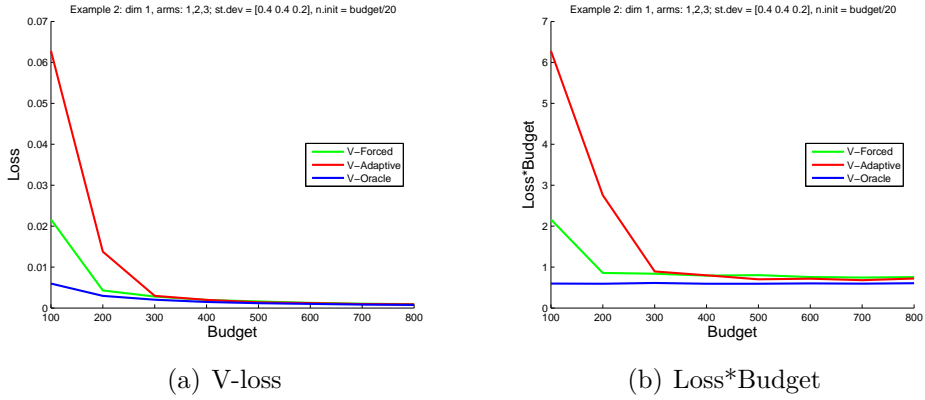 Example 2: dim 1, arms: 1,2,3; st.dev = [0.4 0.4 0.2], n.init = budget/20
0.07
0.06
0.05
0.04
0.03
0.02
0.01
0
Loss
V−Forced
V−Adaptive
V−Oracle
100 200 300 400 500 600 700 800
Budget
(a) V-loss
Example 2: dim 1, arms: 1,2,3; st.dev = [0.4 0.4 0.2], n.init = budget/20
7
6
5
4
3
2
1
0
Loss*Budget
V−Forced
V−Adaptive
V−Oracle
100 200 300 400 500 600 700 800
Budget
(b) Loss*Budget